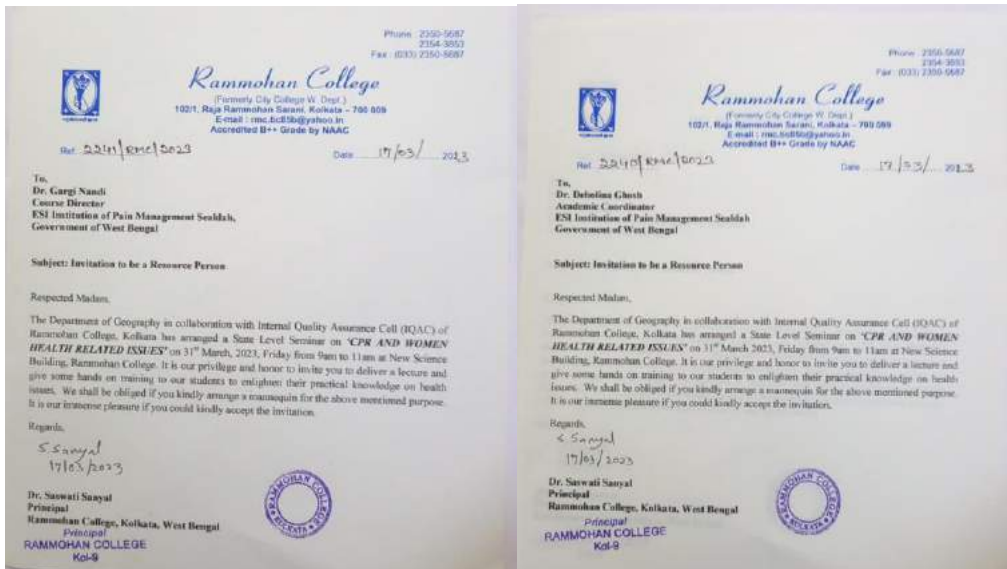 Phone : 2350-5687
2354-3853
Fax : (033) 2350-5687
Rammohan College
(Formerly City College W. Dept.)
102/1, Raja Rammohan Sarani, Kolkata - 700 009
E-mail : rmc.6c85b@yahoo.in
Accredited B++ Grade by NAAC
Ref. 2241/RMC/2023
Date 17/03/ 2023
To,
Dr. Gargi Nandi
Course Director
ESI Institution of Pain Management Sealdah,
Government of West Bengal
Subject: Invitation to be a Resource Person
Respected Madam,
The Department of Geography in collaboration with Internal Quality Assurance Cell (IQAC) of
Rammohan College, Kolkata has arranged a State Level Seminar on 'CPR AND WOMEN
HEALTH RELATED ISSUES' on 31st March, 2023, Friday from 9am to 11am at New Science
Building, Rammohan College. It is our privilege and honor to invite you to deliver a lecture and
give some hands on training to our students to enlighten their practical knowledge on health
issues. We shall be obliged if you kindly arrange a mannequin for the above mentioned purpose.
It is our immense pleasure if you could kindly accept the invitation.
Regards,
S. Sanyal
17/03/2023
Dr. Saswati Sanyal
Principal
Rammohan College, Kolkata, West Bengal
Principal
RAMMOHAN COLLEGE
Kol-9
RAMMOHAN COLLEGE
KOLKATA
Phone : 2350-5687
2354-3853
Fax : (033) 2350-5687
Rammohan College
(Formerly City College W. Dept.)
102/1, Raja Rammohan Sarani, Kolkata - 700 009
E-mail : rmc.6c85b@yahoo.in
Accredited B++ Grade by NAAC
Ref. 2240/RMC/2023
Date 17/03/ 2023
To,
Dr. Debolina Ghosh
Academic Coordinator
ESI Institution of Pain Management Sealdah
Government of West Bengal
Subject: Invitation to be a Resource Person
Respected Madam,
The Department of Geography in collaboration with Internal Quality Assurance Cell (IQAC) of
Rammohan College, Kolkata has arranged a State Level Seminar on 'CPR AND WOMEN
HEALTH RELATED ISSUES' on 31st March 2023, Friday from 9am to 11am at New Science
Building, Rammohan College. It is our privilege and honor to invite you to deliver a lecture and
give some hands on training to our students to enlighten their practical knowledge on health
issues. We shall be obliged if you kindly arrange a mannequin for the above mentioned purpose.
It is our immense pleasure if you could kindly accept the invitation.
Regards,
S Sanyal
17/03/2023
Dr. Saswati Sanyal
Principal
Rammohan College, Kolkata, West Bengal
Principal
RAMMOHAN COLLEGE
Kol-9
RAMMOHAN COLLEGE
KOLKATA